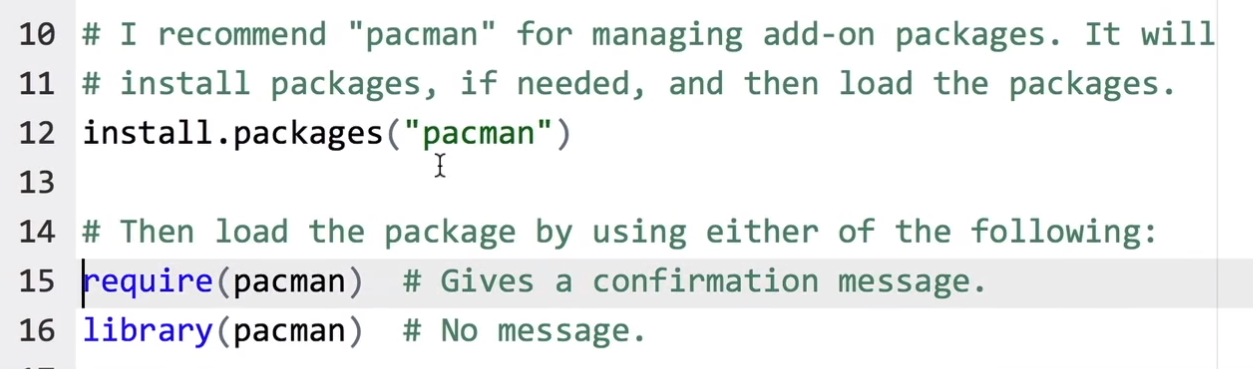 10 # I recommend "pacman" for managing add-on packages. It will
11 # install packages, if needed, and then load the packages.
12 install.packages("pacman")
13
14 # Then load the package by using either of the following:
15 require(pacman)  # Gives a confirmation message.
16 library(pacman)  # No message.